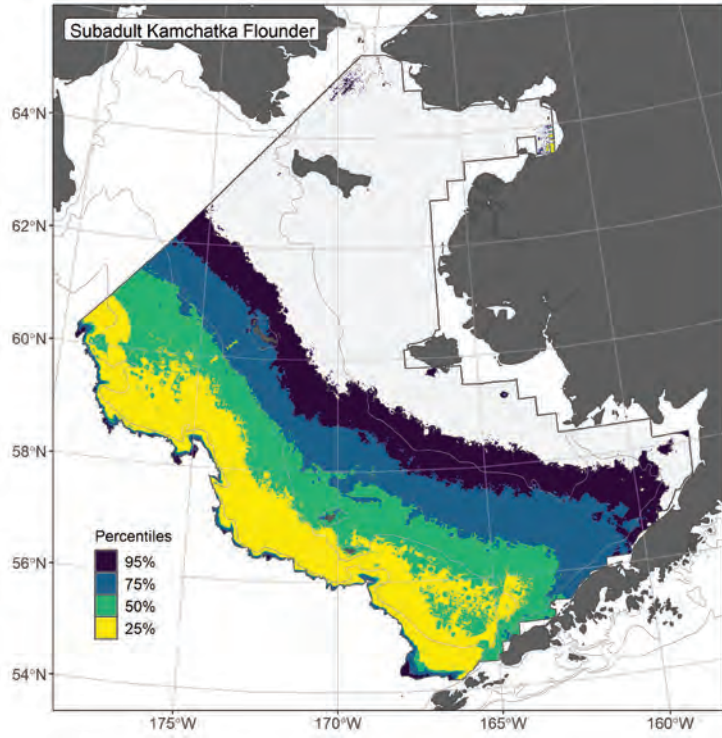 Subadult Kamchatka Flounder
64°N
62°N
60°N
58°N
56°N
54°N
Percentiles
95%
75%
50%
25%
175°W
170°W
165°W
160°W